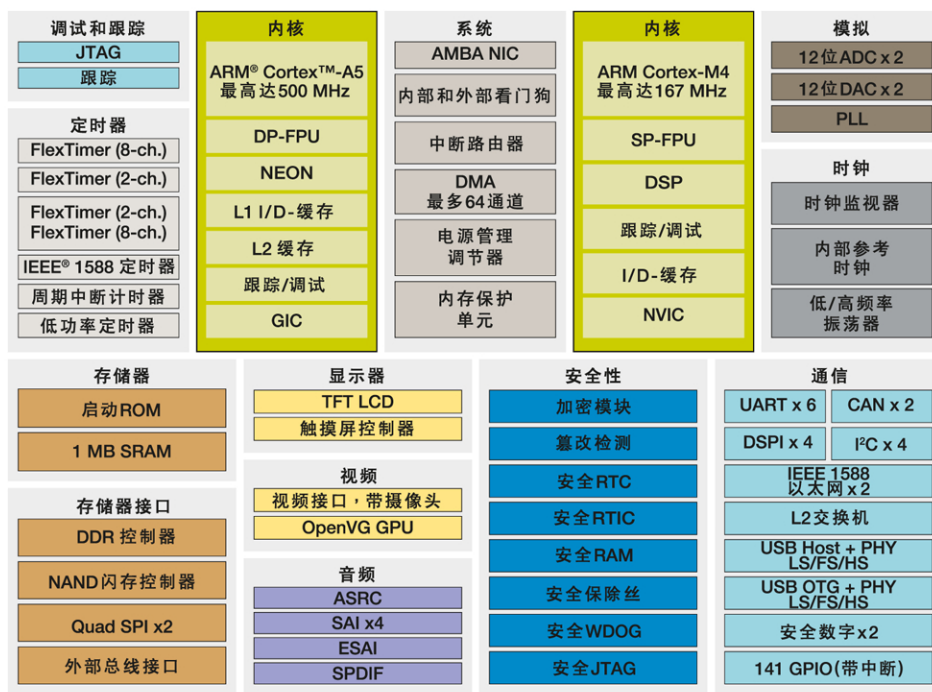 调试和跟踪
JTAG
跟踪
定时器
FlexTimer (8-ch.)
FlexTimer (2-ch.)
FlexTimer (2-ch.)
FlexTimer (8-ch.)
IEEE® 1588 定时器
周期中断计时器
低功率定时器
内核
ARM® Cortex™-A5
最高达500 MHz
DP-FPU
NEON
L1 I/D-缓存
L2 缓存
跟踪/调试
GIC
系统
AMBA NIC
内部和外部看门狗
中断路由器
DMA
最多64通道
电源管理
调节器
内存保护
单元
内核
ARM Cortex-M4
最高达167 MHz
SP-FPU
DSP
跟踪/调试
I/D-缓存
NVIC
模拟
12位ADC x 2
12位DAC x 2
PLL
时钟
时钟监视器
内部参考
时钟
低/高频率
振荡器
存储器
启动ROM
1 MB SRAM
存储器接口
DDR 控制器
NAND闪存控制器
Quad SPI x2
外部总线接口
显示器
TFT LCD
触摸屏控制器
视频
视频接口，带摄像头
OpenVG GPU
音频
ASRC
SAI x4
ESAI
SPDIF
安全性
加密模块
篡改检测
安全RTC
安全RTIC
安全RAM
安全保除丝
安全WDOG
安全JTAG
通信
UART x 6
CAN x 2
DSPI x 4
I²C x 4
IEEE 1588
以太网 x 2
L2交换机
USB Host + PHY
LS/FS/HS
USB OTG + PHY
LS/FS/HS
安全数字x2
141 GPIO(带中断)